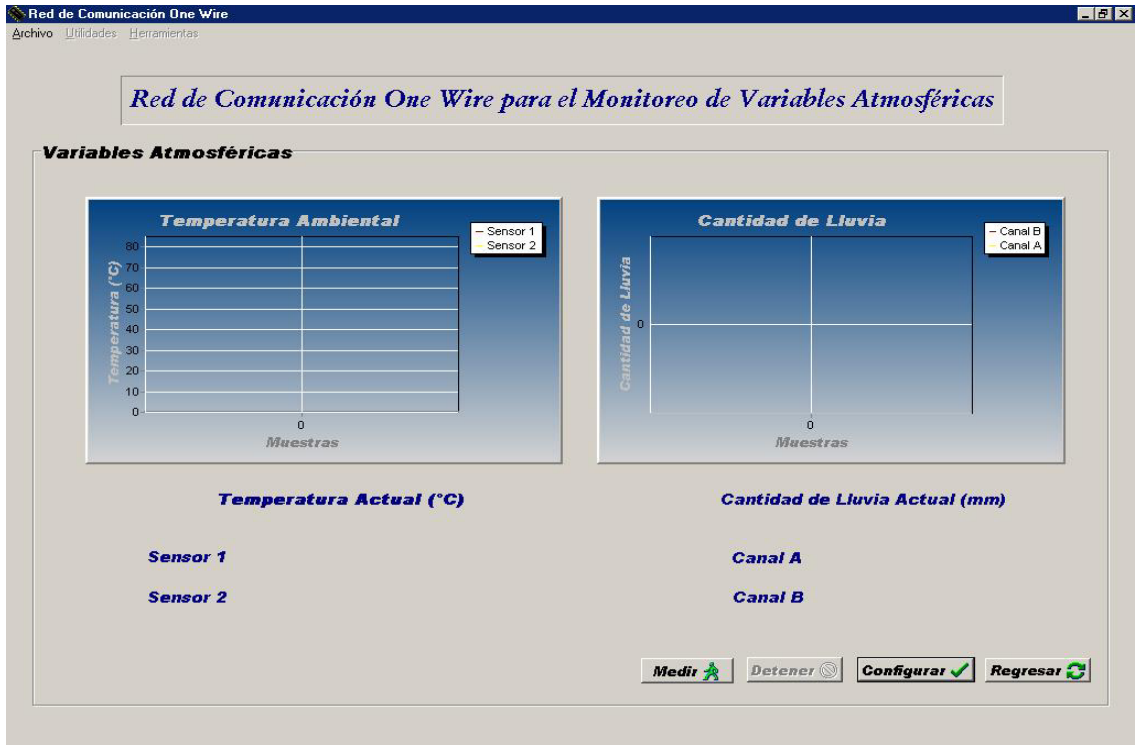 Red de Comunicación One Wire
Archivo Utilidades Herramientas
Red de Comunicación One Wire para el Monitoreo de Variables Atmosféricas
Variables Atmosféricas
Temperatura Ambiental
Sensor 1
Sensor 2
Temperatura (°C)
80
70
60
50
40
30
20
10
0
0
Muestras
Cantidad de Lluvia
Canal B
Canal A
Cantidad de Lluvia
0
0
Muestras
Temperatura Actual (°C)
Sensor 1
Sensor 2
Cantidad de Lluvia Actual (mm)
Canal A
Canal B
Medir Detener Configurar Regresar